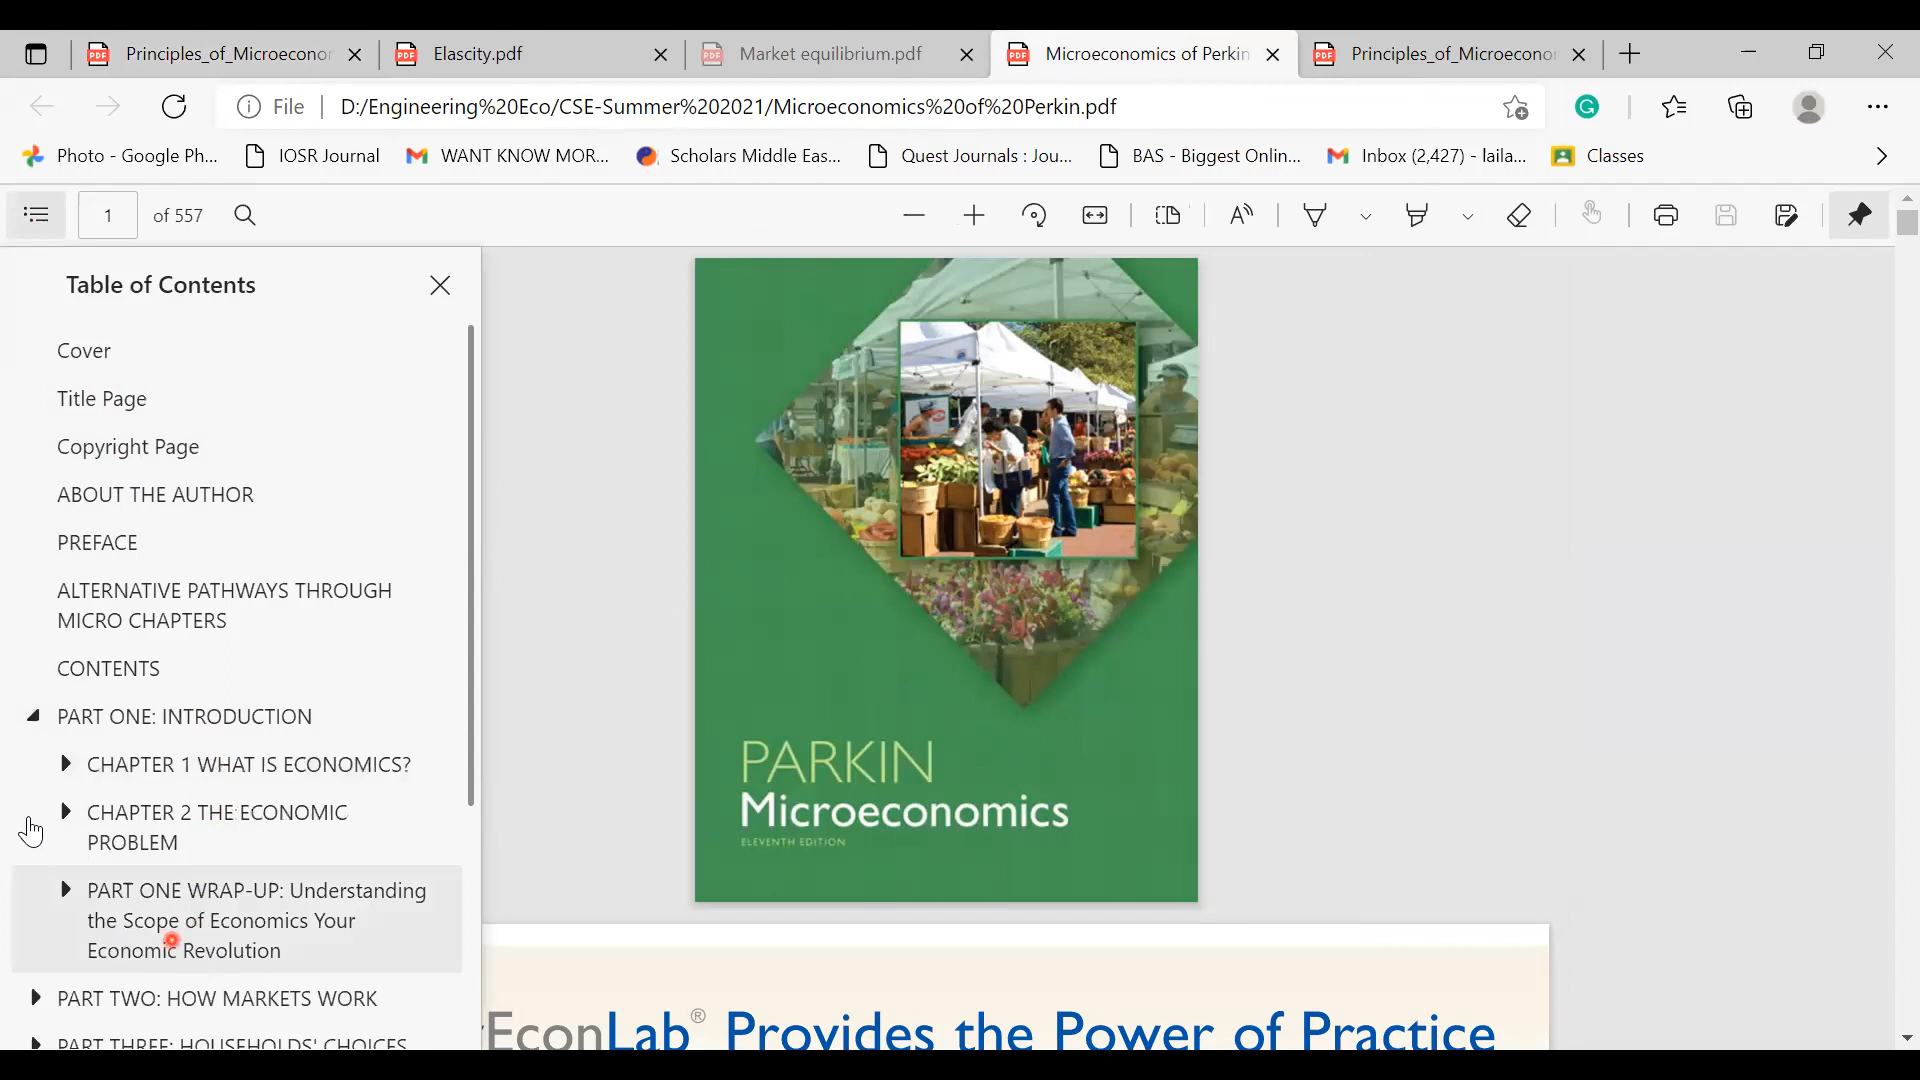 Principles_of_Microecono
Elascity.pdf
Market equilibrium.pdf
Microeconomics of Perkin
Principles_of_Microecono
File
D:/Engineering%20Eco/CSE-Summer%202021/Microeconomics%20of%20Perkin.pdf
Photo - Google Ph...
IOSR Journal
WANT KNOW MOR...
Scholars Middle Eas...
Quest Journals : Jou...
BAS - Biggest Onlin...
Inbox (2,427) - laila...
Classes
1 of 557
Table of Contents
Cover
Title Page
Copyright Page
ABOUT THE AUTHOR
PREFACE
ALTERNATIVE PATHWAYS THROUGH
MICRO CHAPTERS
CONTENTS
PART ONE: INTRODUCTION
CHAPTER 1 WHAT IS ECONOMICS?
CHAPTER 2 THE ECONOMIC
PROBLEM
PART ONE WRAP-UP: Understanding
the Scope of Economics Your
Economic Revolution
PART TWO: HOW MARKETS WORK
PART THREE: HOUSEHOLDS' CHOICES
PARKIN
Microeconomics
ELEVENTH EDITION
EconLab® Provides the Power of Practice